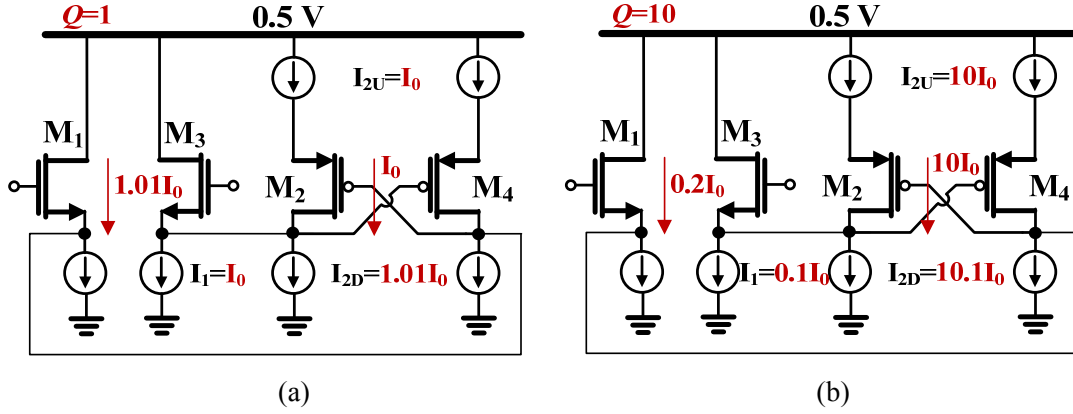 Q=1
0.5 V
I2U=I0
M1
M3
1.01I0
M2
I0
M4
I1=I0
I2D=1.01I0
(a)
Q=10
0.5 V
I2U=10I0
M1
M3
0.2I0
M2
10I0
M4
I1=0.1I0
I2D=10.1I0
(b)